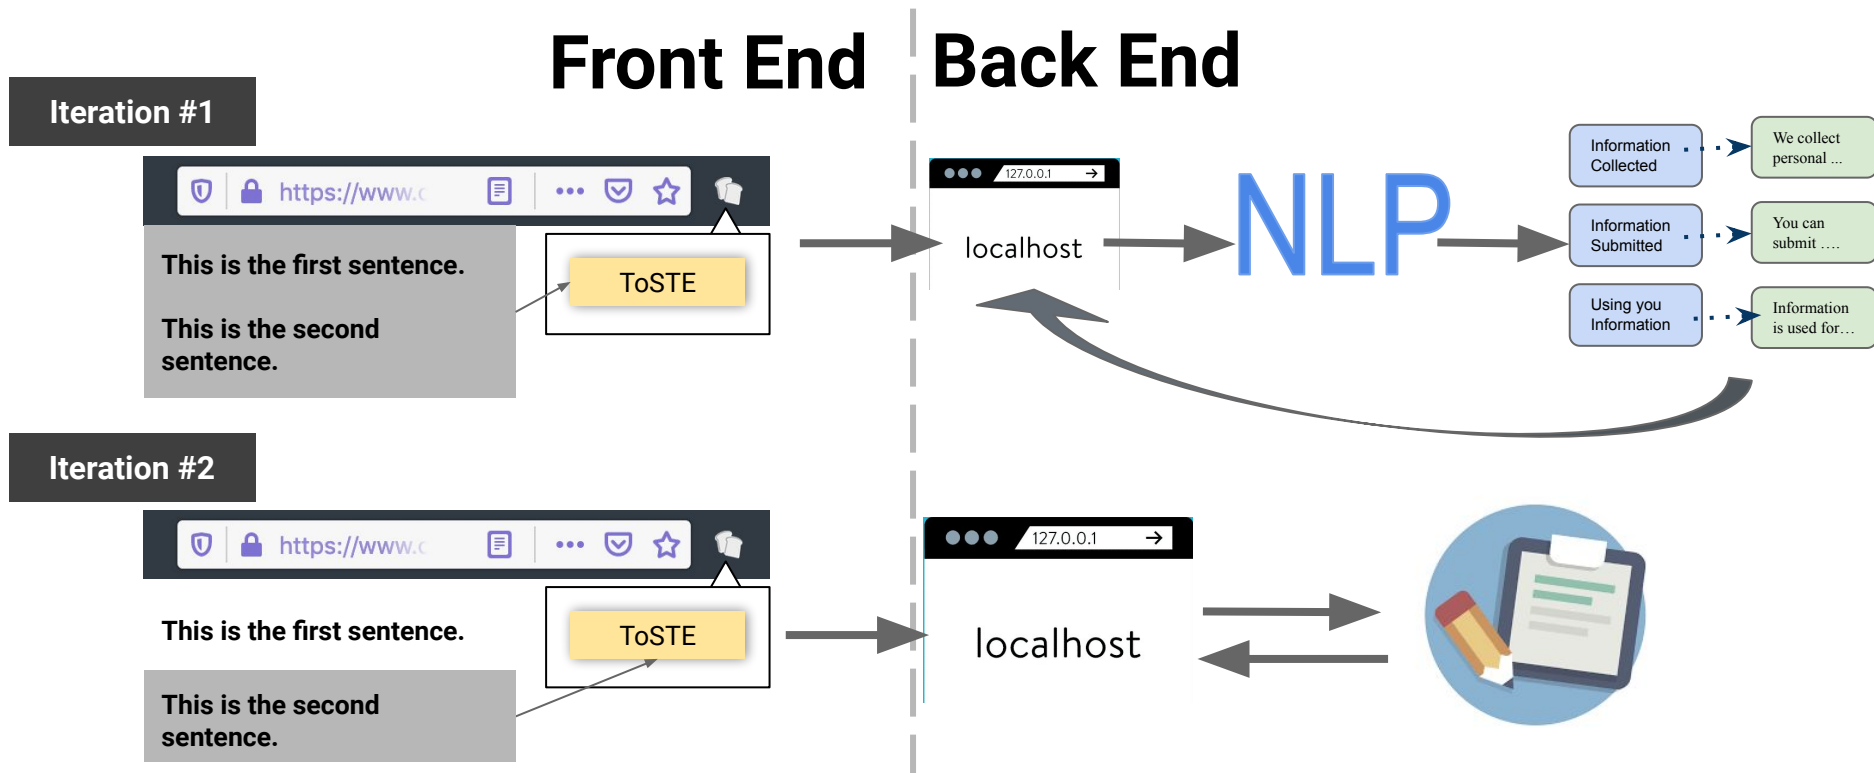 Front End
Back End
Iteration #1
https://www.c
This is the first sentence.
This is the second
sentence.
ToSTE
127.0.0.1
localhost
NLP
Information
Collected
We collect
personal ...
Information
Submitted
You can
submit ....
Using you
Information
Information
is used for...
Iteration #2
https://www.c
This is the first sentence.
This is the second
sentence.
ToSTE
127.0.0.1
localhost